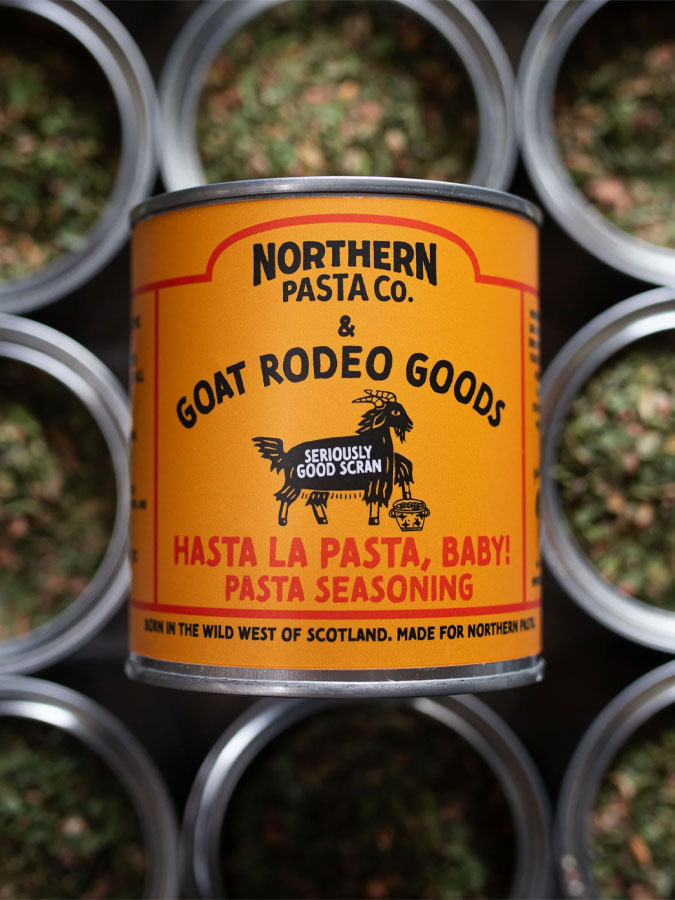 NORTHERN
PASTA CO.
&
GOAT RODEO GOODS
SERIOUSLY
GOOD SCRAN
HASTA LA PASTA, BABY!
PASTA SEASONING
BORN IN THE WILD WEST OF SCOTLAND. MADE FOR NORTHERN PASTA.